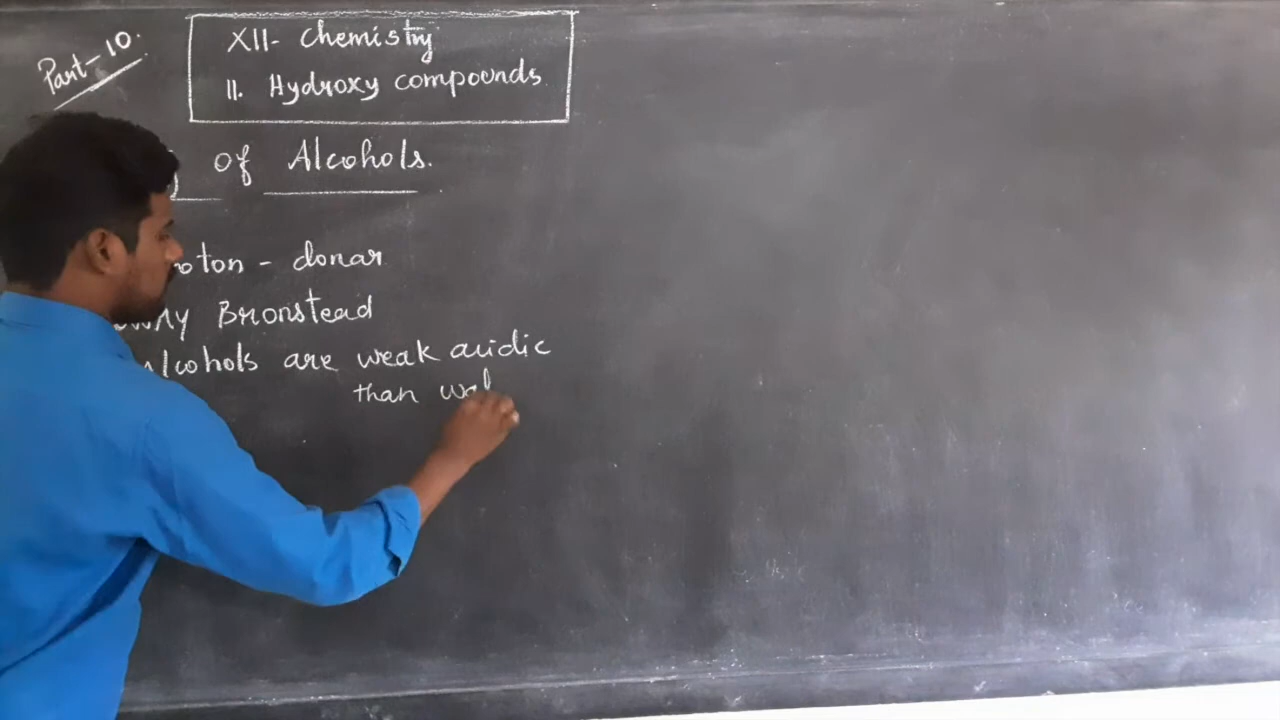 Part-10.
XII- Chemistry
11. Hydroxy compounds
of Alcohols.
oton - donar
Bronstead
lcohols are weak acidic
than